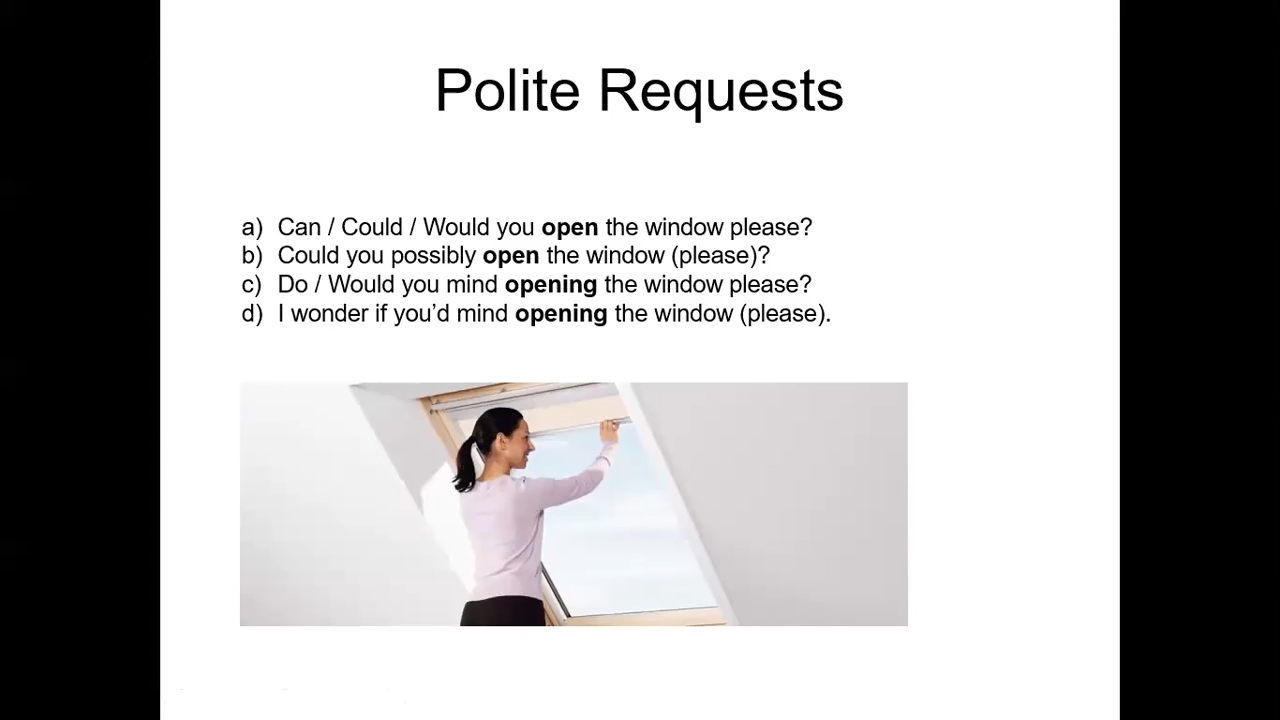 Polite Requests
a) Can / Could / Would you open the window please?
b) Could you possibly open the window (please)?
c) Do / Would you mind opening the window please?
d) I wonder if you’d mind opening the window (please).